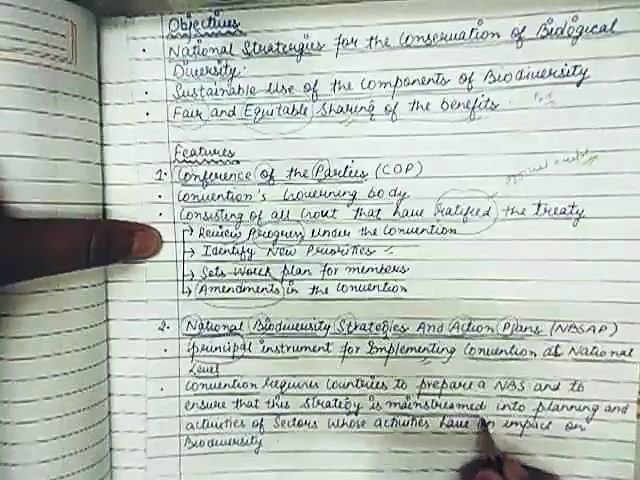 Objectives
• National Strategies for the Conservation of Biological
Diversity.
• Sustainable Use of the Components of Biodiversity
• Fair and Equitable Sharing of the benefits
Features
1. Conference of the Parties (COP)
• Convention's Governing body
• Consisting of all Govt that have ratified the treaty
→ Review Progress under the Convention
→ Identify New Priorities
→ Sets Work plan for members
→ Amendments in the Convention
2. National Biodiversity Strategies And Action Plans (NBSAP)
• principal instrument for Implementing Convention at National
Level
• Convention Requires Countries to prepare a NBS and to
ensure that this Strategy is mainstreamed into planning and
activities of Sectors whose activities have an impact on
Biodiversity